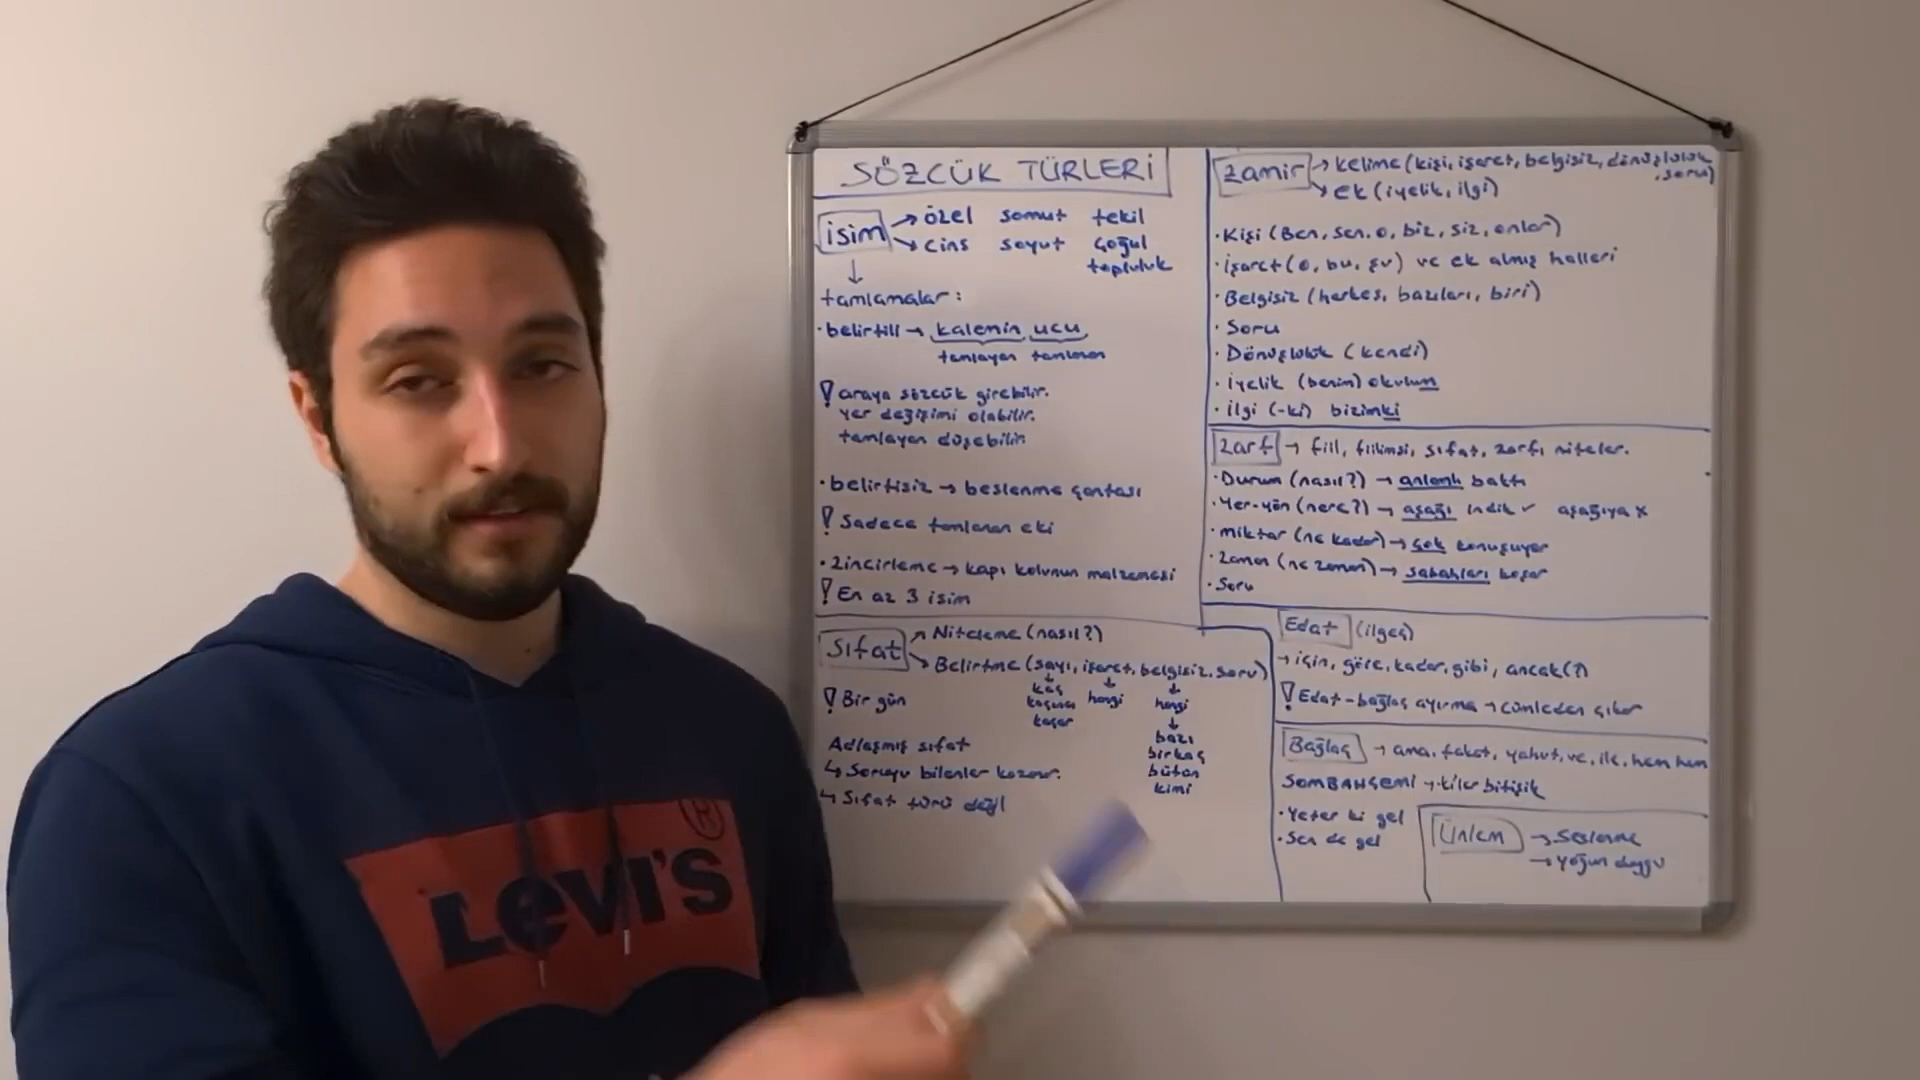 SÖZCÜK TÜRLERİ
isim → özel somut tekil
→ cins soyut çoğul
topluluk
↓
tamlamalar:
• belirtili → kalemin ucu
tamlayan tamlanan
! araya sözcük girebilir.
yer değişimi olabilir.
tamlayan düşebilir.
• belirtisiz → beslenme çantası
! Sadece tamlanan eki
• Zincirleme → kapı kolunun malzemesi
! En az 3 isim
Sıfat → Niteleme (nasıl?)
→ Belirtme (sayı, işaret, belgisiz, soru)
! Bir gün
kaç
kaçıncı
kaçar
hangi
hangi
↓
bazı
birkaç
bütün
kimi
Adlaşmış sıfat
↳ Soruyu bilenler kazanır.
↳ Sıfat türü değil
Zamir → kelime (kişi, işaret, belgisiz, dönüşlülük, soru)
→ ek (iyelik, ilgi)
• Kişi (Ben, sen, o, biz, siz, onlar)
• işaret (o, bu, şu) ve ek almış halleri
• Belgisiz (herkes, bazıları, biri)
• Soru
• Dönüşlülük (kendi)
• İyelik (benim) okulum
• ilgi (-ki) bizimki
Zarf → fiil, fiilimsi, sıfat, zarfı niteler.
• Durum (nasıl?) → anlamlı baktı
• Yer-yön (nere?) → aşağı indik ✓ aşağıya x
• miktar (ne kadar) → çok konuşuyor
• Zaman (ne zaman) → sabahları koşar
• Soru
Edat (ilgeç)
→ için, göre, kadar, gibi, ancak (?)
! Edat-bağlaç ayırma → cümleden çıkar
Bağlaç → ama, fakat, yahut, ve, ile, hem hem
SOMBAHÇEMİ → kiler bitişik
• Yeter ki gel
• Sen de gel
Ünlem → Seslenme
→ yoğun duygu
LEVI'S
®